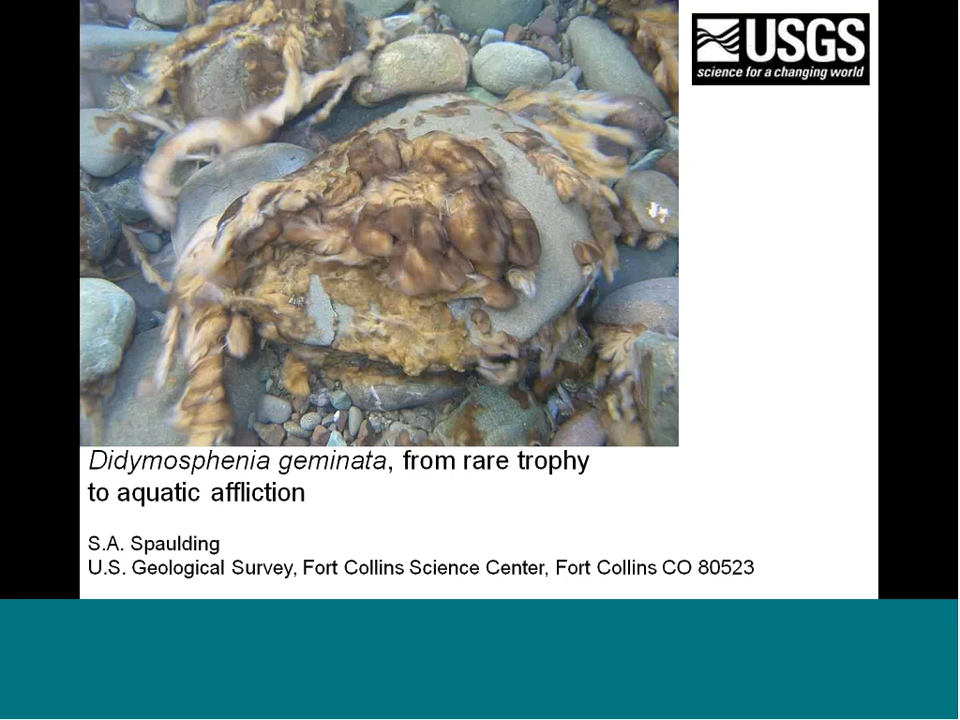 USGS
science for a changing world
Didymosphenia geminata, from rare trophy
to aquatic affliction
S.A. Spaulding
U.S. Geological Survey, Fort Collins Science Center, Fort Collins CO 80523